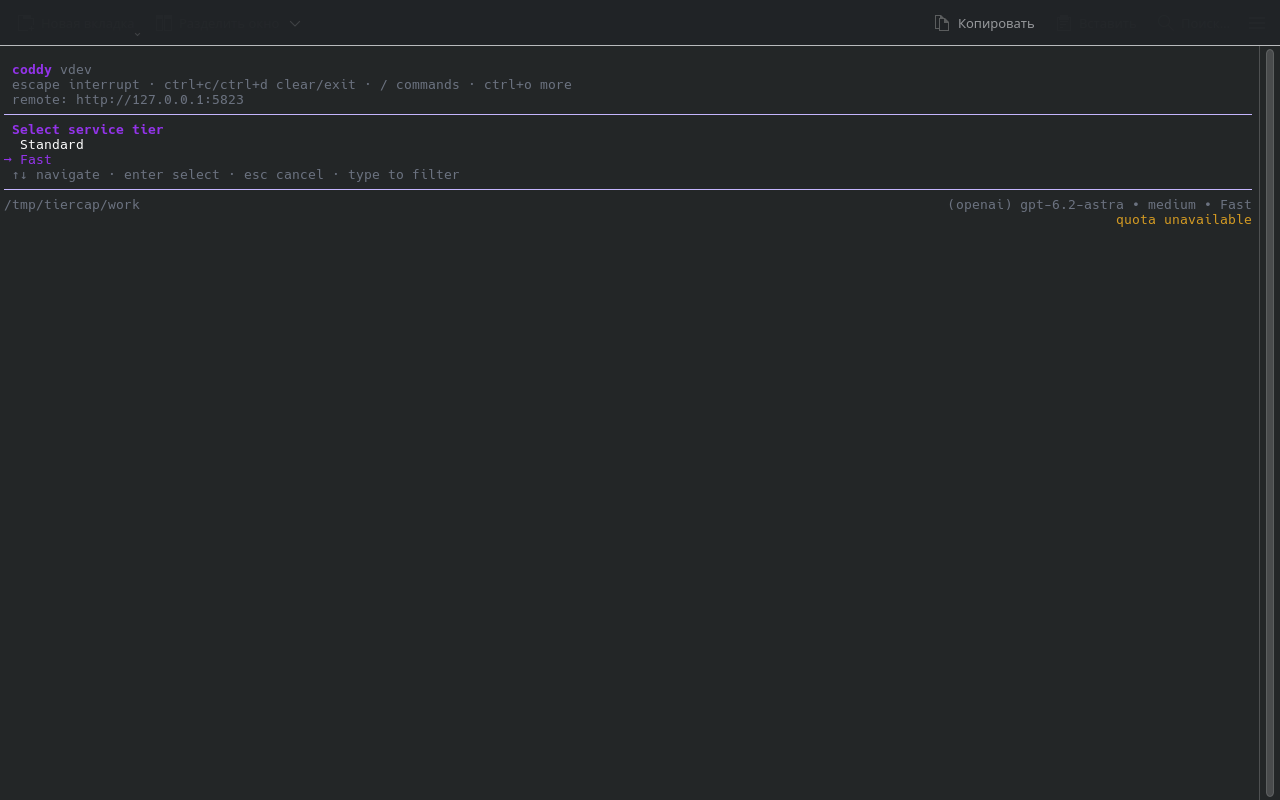 Копировать
coddy vdev
escape interrupt · ctrl+c/ctrl+d clear/exit · / commands · ctrl+o more
remote: http://127.0.0.1:5823
Select service tier
Standard
→ Fast
↑↓ navigate · enter select · esc cancel · type to filter
/tmp/tiercap/work (openai) gpt-6.2-astra • medium • Fast
quota unavailable